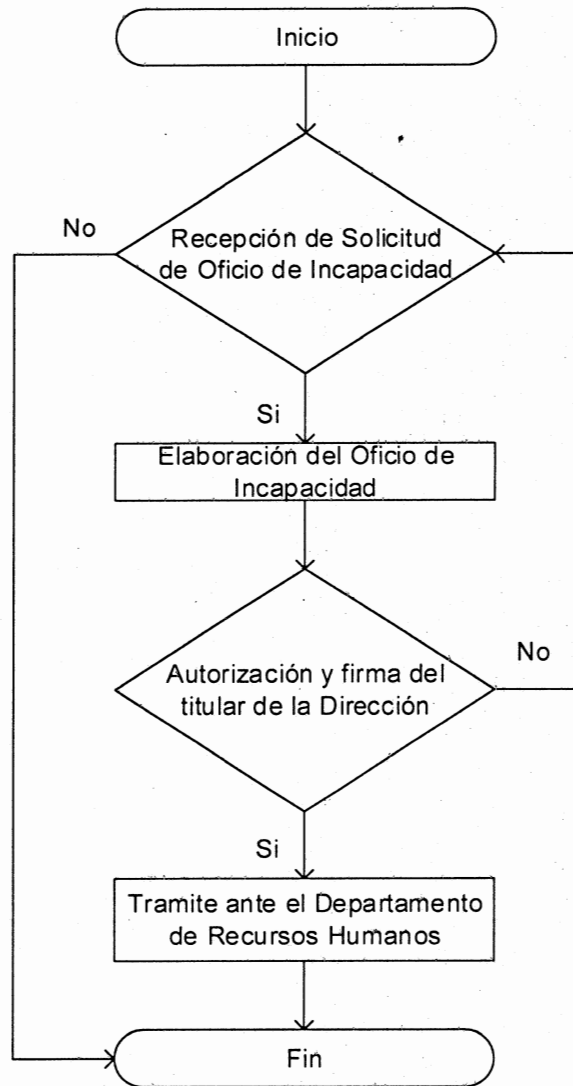 Inicio
No
Recepción de Solicitud
de Oficio de Incapacidad
Si
Elaboración del Oficio de
Incapacidad
Autorización y firma del
titular de la Dirección
No
Si
Tramite ante el Departamento
de Recursos Humanos
Fin